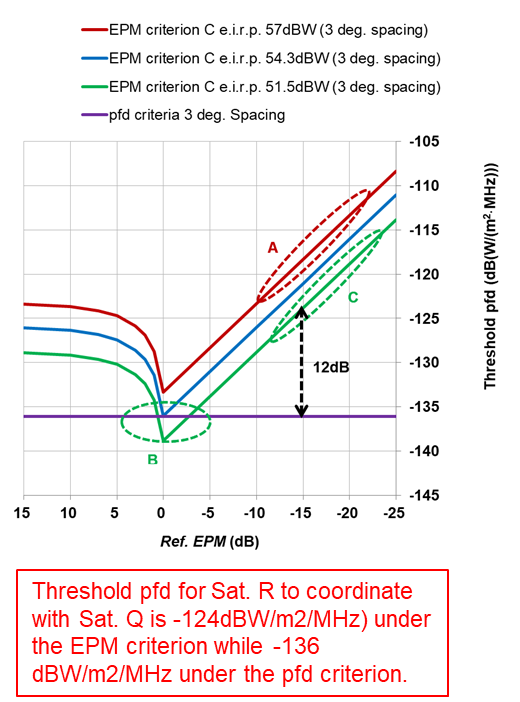 EPM criterion C e.i.r.p. 57dBW (3 deg. spacing)
EPM criterion C e.i.r.p. 54.3dBW (3 deg. spacing)
EPM criterion C e.i.r.p. 51.5dBW (3 deg. spacing)
pfd criteria 3 deg. Spacing
-105
-110
-115
-120
-125
-130
-135
-140
-145
Threshold pfd (dB(W/(m². MHz)))
A
C
12dB
B
15 10 5 0 -5 -10 -15 -20 -25
Ref. EPM (dB)
Threshold pfd for Sat. R to coordinate
with Sat. Q is -124dBW/m2/MHz) under
the EPM criterion while -136
dBW/m2/MHz under the pfd criterion.